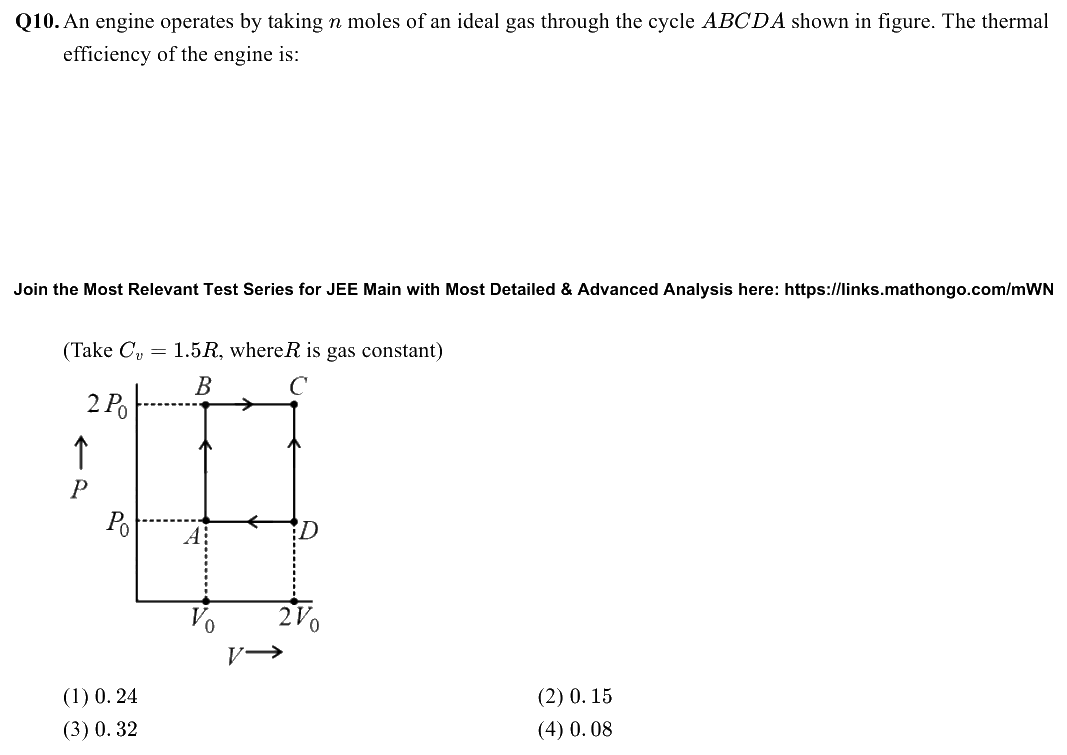 Q10. An engine operates by taking n moles of an ideal gas through the cycle ABCDA shown in figure. The thermal
efficiency of the engine is:
Join the Most Relevant Test Series for JEE Main with Most Detailed & Advanced Analysis here: https://links.mathongo.com/mWN
(Take Cᵥ = 1.5R, whereR is gas constant)
B C
2 P₀
↑
P
P₀
A D
V₀ 2V₀
V→
(1) 0. 24 (2) 0. 15
(3) 0. 32 (4) 0. 08